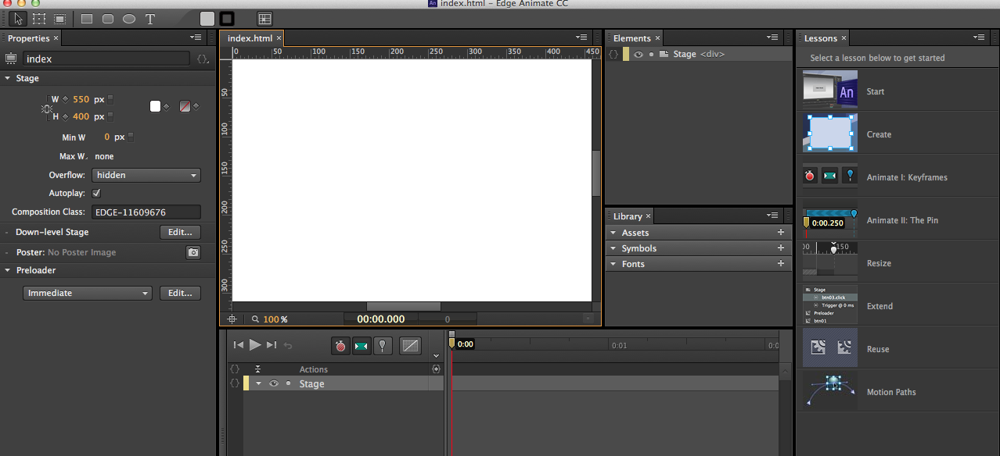 An index.html - Edge Animate CC
T
Properties ×
index
{}
Stage
W 550 px
H 400 px
Min W 0 px
Max W none
Overflow: hidden
Autoplay:
Composition Class: EDGE-11609676
Down-level Stage Edit...
Poster: No Poster Image
Preloader
Immediate Edit...
index.html ×
0 50 100 150 200 250 300 350 400 450
50
100
150
200
250
300
100 % 00:00.000 0
0:00 0:01 0:0
{} Actions
{} Stage
Elements ×
{} Stage <div>
Library ×
Assets +
Symbols +
Fonts +
Lessons ×
Select a lesson below to get started
An Start
Create
Animate I: Keyframes
0:00.250 Animate II: The Pin
00 150
Resize
Stage
btn03.click
Trigger @ 0 ms
Preloader
btn01
Extend
Reuse
Motion Paths